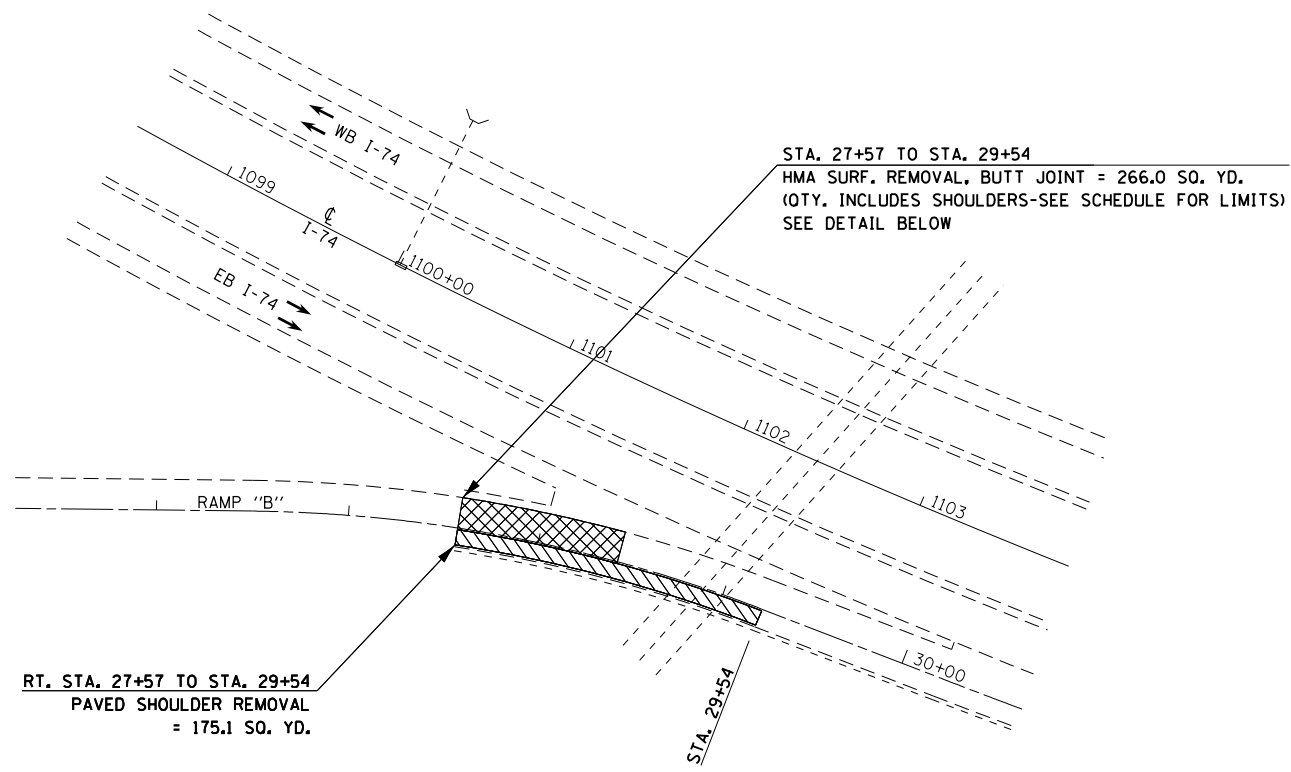 STA. 27+57 TO STA. 29+54
HMA SURF. REMOVAL, BUTT JOINT = 266.0 SQ. YD.
(QTY. INCLUDES SHOULDERS-SEE SCHEDULE FOR LIMITS)
SEE DETAIL BELOW
WB I-74
1099
℄
I-74
1100+00
EB I-74
1101
1102
1103
RAMP "B"
30+00
RT. STA. 27+57 TO STA. 29+54
PAVED SHOULDER REMOVAL
= 175.1 SQ. YD.
STA. 29+54